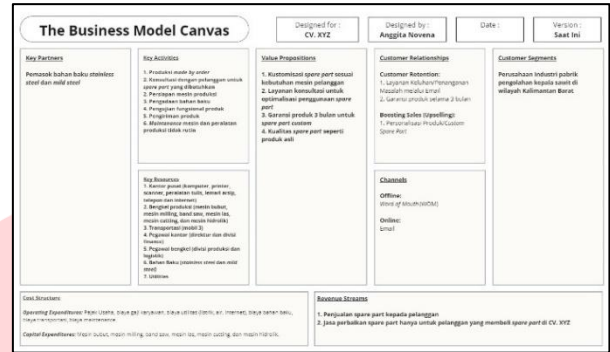 The Business Model Canvas
Designed for :
CV. XYZ
Designed by :
Anggita Novena
Date :
Version :
Saat Ini
Key Partners
Pemasok bahan baku stainless
steel dan mild steel
Key Activities
1. Produksi made by order
2. Konsultasi dengan pelanggan untuk
spare part yang dibutuhkan
3. Persiapan mesin produksi
4. Pengadaan bahan baku
5. Pengujian fungsional produk
6. Pengiriman produk
6. Maintenance mesin dan peralatan
produksi tidak rutin
Key Resources
1. Kantor pusat (komputer, printer,
scanner, peralatan tulis, lemari arsip,
telepon dan internet)
2. Bengkel produksi (mesin bubut,
mesin milling, band saw, mesin las,
mesin cutting, dan mesin hidrolik)
3. Transportasi (mobil 3)
4. Pegawai kantor (direktur dan divisi
finance)
5. Pegawai bengkel (divisi produksi dan
logistik)
6. Bahan Baku (stainless steel dan mild
steel)
7. Utilities
Value Propositions
1. Kustomisasi spare part sesuai
kebutuhan mesin pelanggan
2. Layanan konsultasi untuk
optimalisasi penggunaan spare
part
3. Garansi produk 3 bulan untuk
spare part custom
4. Kualitas spare part seperti
produk asli
Customer Relationships
Customer Retention:
1. Layanan Keluhan/Penanganan
Masalah melalui Email
2. Garansi produk selama 3 bulan
Boosting Sales (Upselling):
1. Personalisasi Produk/Custom
Spare Part
Channels
Offline:
Word of Mouth(WOM)
Online:
Email
Customer Segments
Perusahaan Industri pabrik
pengolahan kepala sawit di
wilayah Kalimantan Barat
Cost Structure
Operating Expenditures: Pajak Usaha, biaya gaji karyawan, biaya utilitas (listrik, air, internet), biaya bahan baku,
biaya transportasi, biaya maintenance
Capital Expenditures: Mesin bubut, mesin milling, band saw, mesin las, mesin cutting, dan mesin hidrolik.
Revenue Streams
1. Penjualan spare part kepada pelanggan
2. Jasa perbaikan spare part hanya untuk pelanggan yang membeli spare part di CV. XYZ